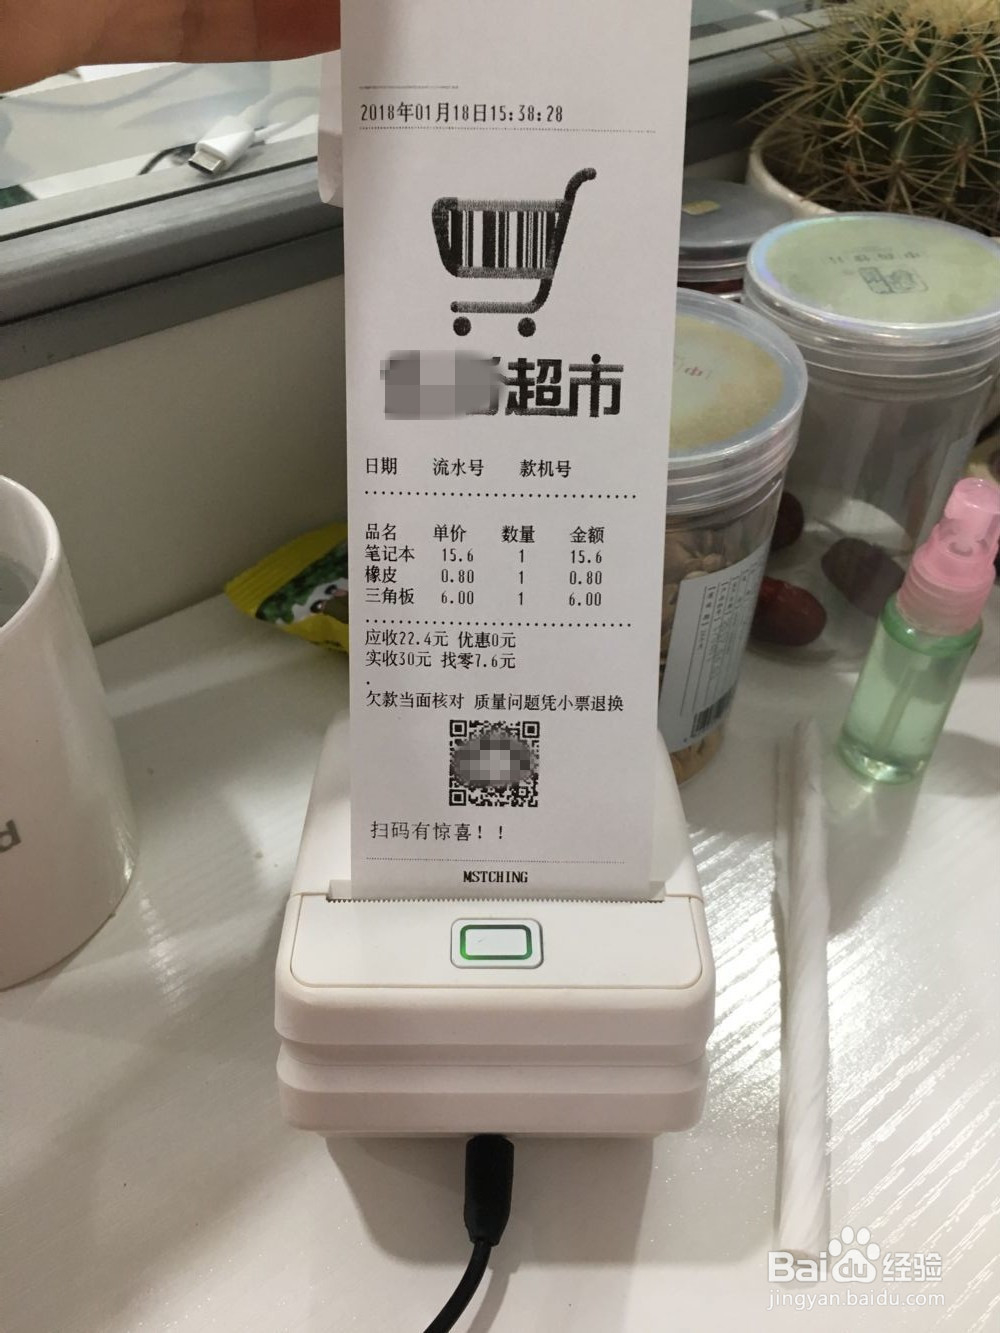 2018年01月18日15:38:28
超市
日期 流水号 款机号
品名 单价 数量 金额
笔记本 15.6 1 15.6
橡皮 0.80 1 0.80
三角板 6.00 1 6.00
应收22.4元 优惠0元
实收30元 找零7.6元
.
欠款当面核对 质量问题凭小票退换
扫码有惊喜！！
MSTCHING
d
Baidu经验
jingyan.baidu.com